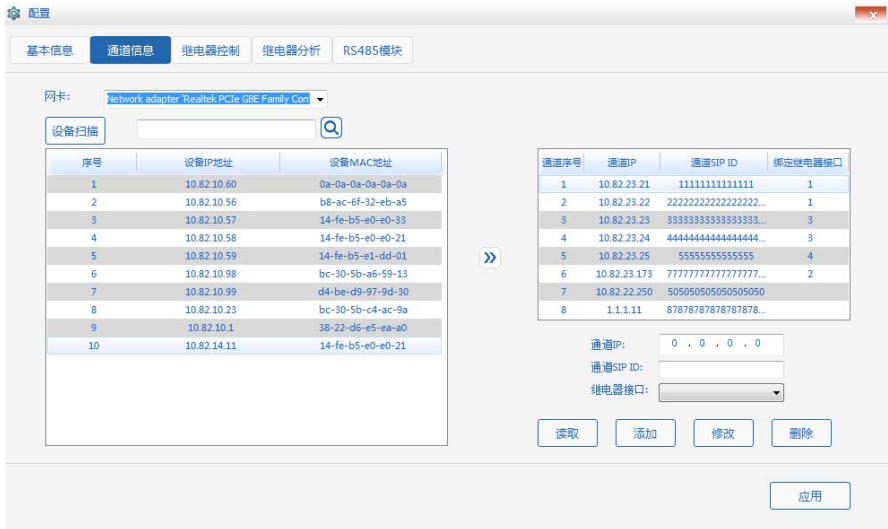 配置
x
基本信息 通道信息 继电器控制 继电器分析 RS485模块
网卡: Network adapter 'Realtek PCIe GBE Family Con
设备扫描
序号 设备IP地址 设备MAC地址
1 10.82.10.60 0a-0a-0a-0a-0a-0a
2 10.82.10.56 b8-ac-6f-32-eb-a5
3 10.82.10.57 14-fe-b5-e0-e0-33
4 10.82.10.58 14-fe-b5-e0-e0-21
5 10.82.10.59 14-fe-b5-e1-dd-01
6 10.82.10.98 bc-30-5b-a6-59-13
7 10.82.10.99 d4-be-d9-97-9d-30
8 10.82.10.23 bc-30-5b-c4-ac-9a
9 10.82.10.1 38-22-d6-e5-ea-a0
10 10.82.14.11 14-fe-b5-e0-e0-21
通道序号 通道IP 通道SIP ID 绑定继电器接口
1 10.82.23.21 11111111111111 1
2 10.82.23.22 22222222222222222... 1
3 10.82.23.23 33333333333333333... 3
4 10.82.23.24 44444444444444444... 3
5 10.82.23.25 55555555555555 4
6 10.82.23.173 77777777777777777... 2
7 10.82.22.250 505050505050505050
8 1.1.1.11 87878787878787878...
通道IP: 0 . 0 . 0 . 0
通道SIP ID:
继电器接口:
读取 添加 修改 删除
应用